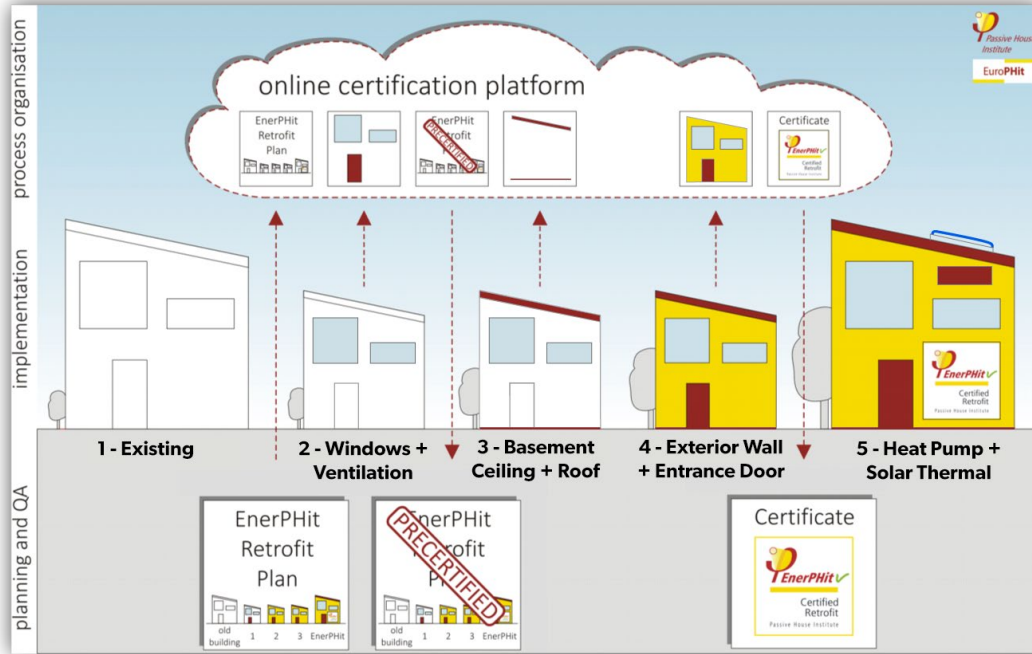 process organisation
implementation
planning and QA
Passive House
Institute
EuroPHit
online certification platform
EnerPHit
Retrofit
Plan
EnerPHit
Retrofit
PRECERTIFIED
Certificate
EnerPHit
Certified
Retrofit
EnerPHit
Certified
Retrofit
Passive House Institute
1 - Existing
2 - Windows +
Ventilation
3 - Basement
Ceiling + Roof
4 - Exterior Wall
+ Entrance Door
5 - Heat Pump +
Solar Thermal
EnerPHit
Retrofit
Plan
old
building
1
2
3
EnerPHit
EnerPHit
Retrofit
PRECERTIFIED
old
building
1
2
3
EnerPHit
Certificate
EnerPHit
Certified
Retrofit
Passive House Institute